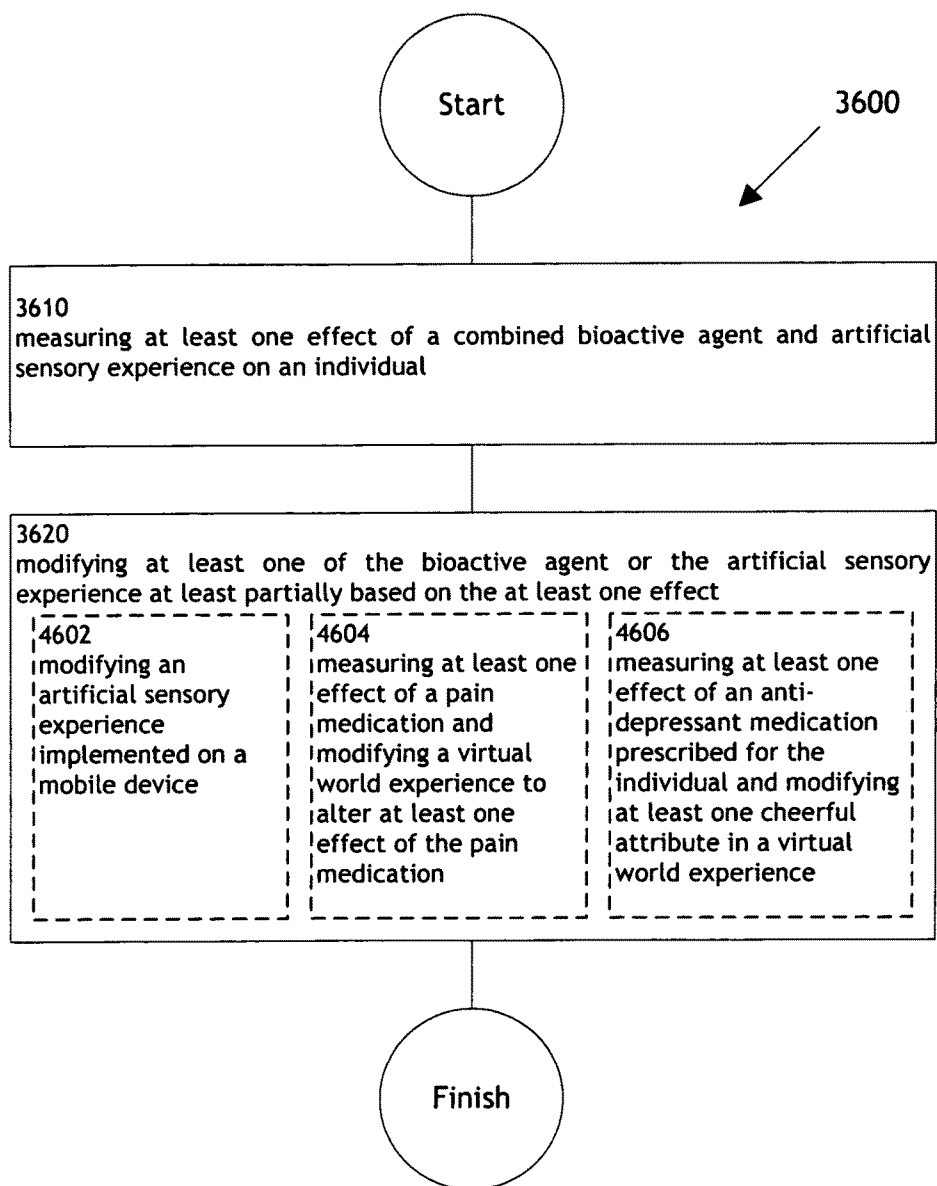 Start
3600
3610
measuring at least one effect of a combined bioactive agent and artificial
sensory experience on an individual
3620
modifying at least one of the bioactive agent or the artificial sensory
experience at least partially based on the at least one effect
4602
modifying an
artificial sensory
experience
implemented on a
mobile device
4604
measuring at least one
effect of a pain
medication and
modifying a virtual
world experience to
alter at least one
effect of the pain
medication
4606
measuring at least one
effect of an anti-
depressant medication
prescribed for the
individual and modifying
at least one cheerful
attribute in a virtual
world experience
Finish